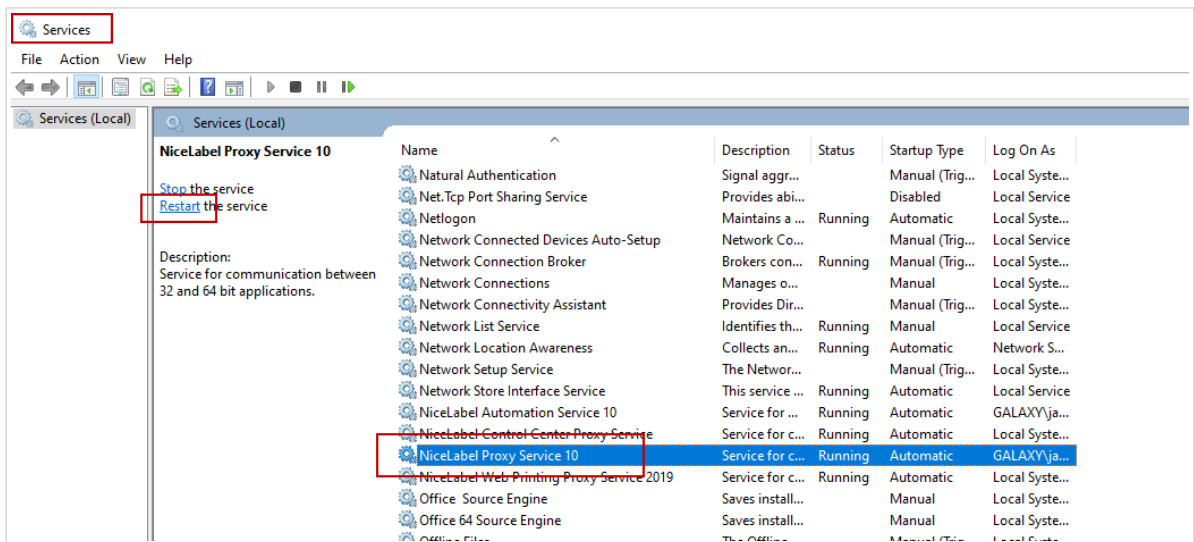 Services
File Action View Help
Services (Local)
Services (Local)
NiceLabel Proxy Service 10
Stop the service
Restart the service
Description:
Service for communication between
32 and 64 bit applications.
Name Description Status Startup Type Log On As
Natural Authentication Signal aggr... Manual (Trig... Local Syste...
Net.Tcp Port Sharing Service Provides abi... Disabled Local Service
Netlogon Maintains a ... Running Automatic Local Syste...
Network Connected Devices Auto-Setup Network Co... Manual (Trig... Local Service
Network Connection Broker Brokers con... Running Manual (Trig... Local Syste...
Network Connections Manages o... Manual Local Syste...
Network Connectivity Assistant Provides Dir... Manual (Trig... Local Syste...
Network List Service Identifies th... Running Manual Local Service
Network Location Awareness Collects an... Running Automatic Network S...
Network Setup Service The Networ... Manual (Trig... Local Syste...
Network Store Interface Service This service ... Running Automatic Local Service
NiceLabel Automation Service 10 Service for ... Running Automatic GALAXY\ja...
NiceLabel Control Center Proxy Service Service for c... Running Automatic Local Syste...
NiceLabel Proxy Service 10 Service for c... Running Automatic GALAXY\ja...
NiceLabel Web Printing Proxy Service 2019 Service for c... Running Automatic Local Syste...
Office Source Engine Saves install... Manual Local Syste...
Office 64 Source Engine Saves install... Manual Local Syste...
Offline Files The Offline... Manual (Trig... Local Syste...